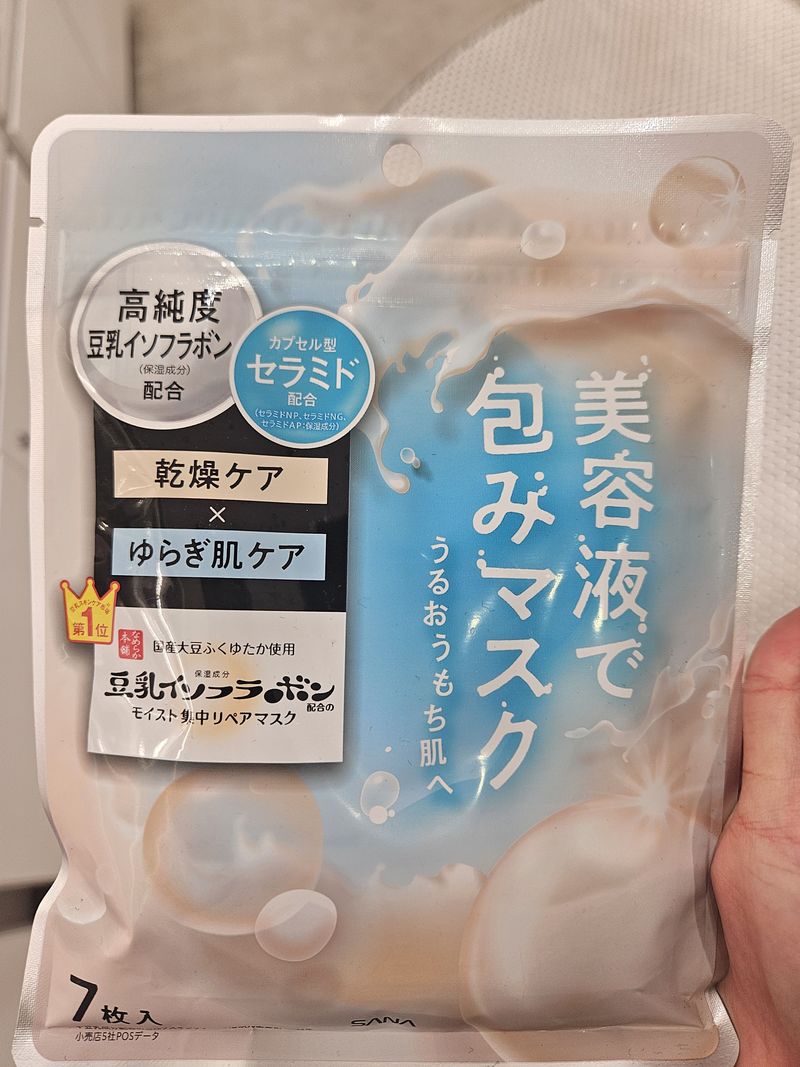 高純度
豆乳イソフラボン
(保湿成分)
配合
カプセル型
セラミド
配合
(セラミドNP、セラミドNG、
セラミドAP:保湿成分)
美容液で
包みマスク
うるおうもち肌へ
乾燥ケア
×
ゆらぎ肌ケア
第1位
なめらか
本舗
国産大豆ふくゆたか使用
保湿成分
豆乳イソフラボン
配合の
モイスト集中リペアマスク
7枚入
SANA
小売店5社POSデータ